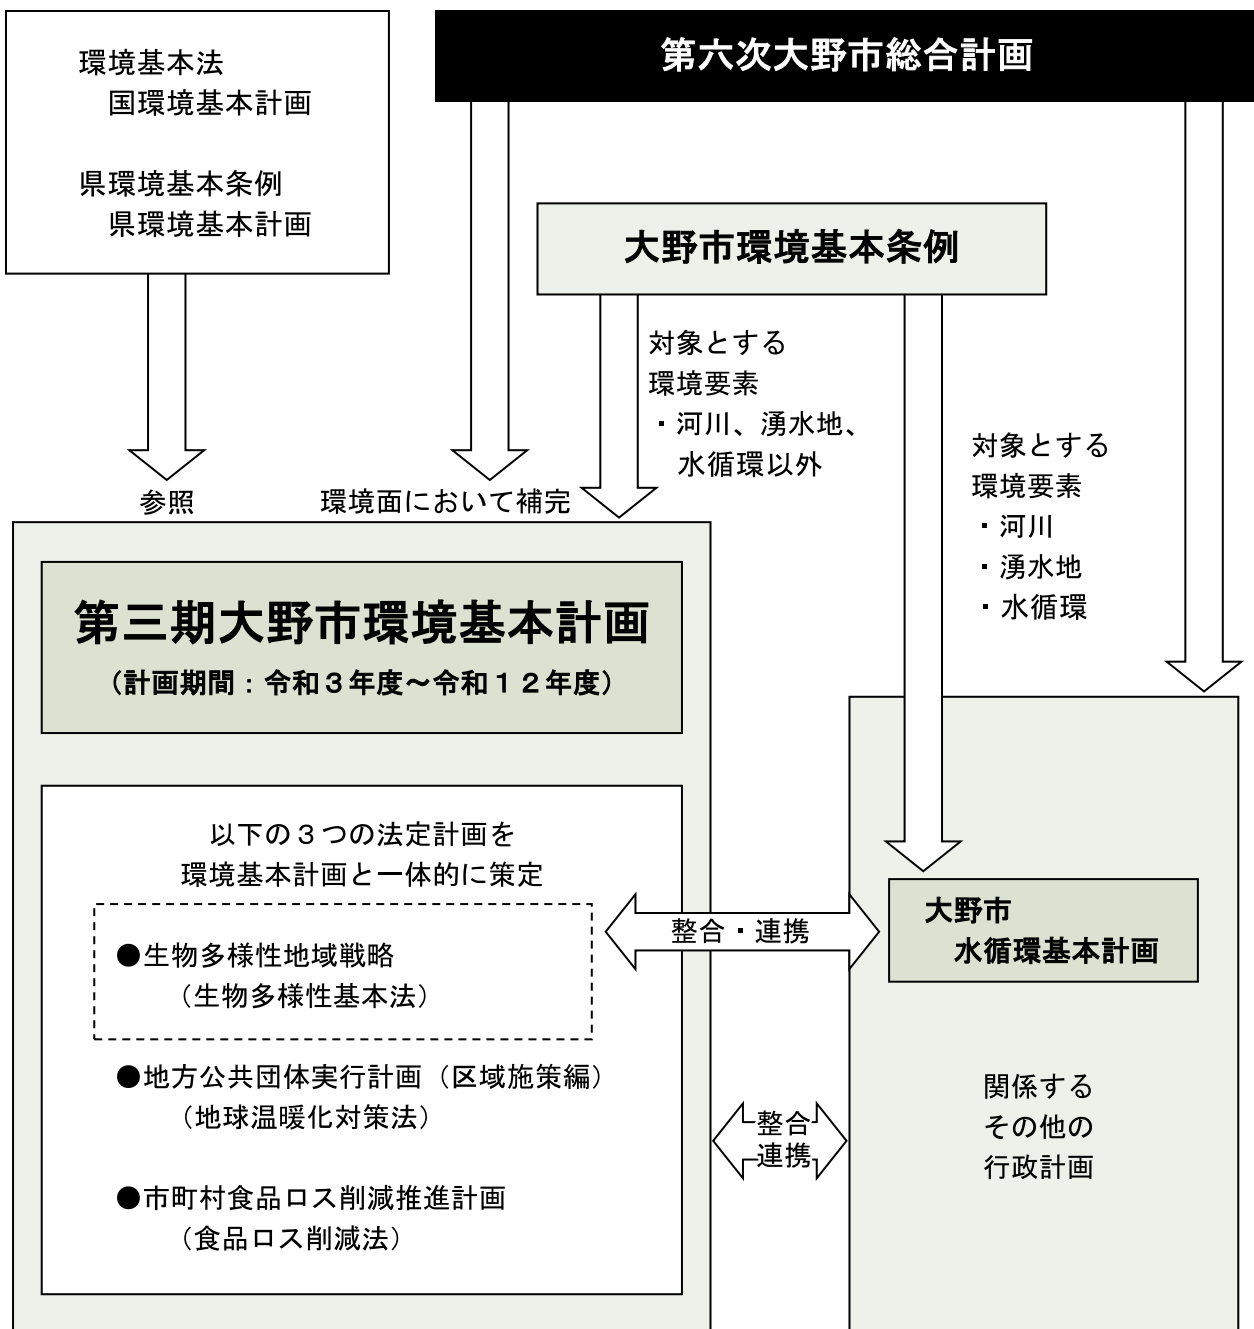 環境基本法
国環境基本計画
県環境基本条例
県環境基本計画
第六次大野市総合計画
大野市環境基本条例
対象とする
環境要素
・河川、湧水地、
水循環以外
対象とする
環境要素
・河川
・湧水地
・水循環
参照
環境面において補完
第三期大野市環境基本計画
（計画期間：令和３年度～令和１２年度）
以下の３つの法定計画を
環境基本計画と一体的に策定
●生物多様性地域戦略
（生物多様性基本法）
●地方公共団体実行計画（区域施策編）
（地球温暖化対策法）
●市町村食品ロス削減推進計画
（食品ロス削減法）
整合・連携
整合
連携
大野市
水循環基本計画
関係する
その他の
行政計画